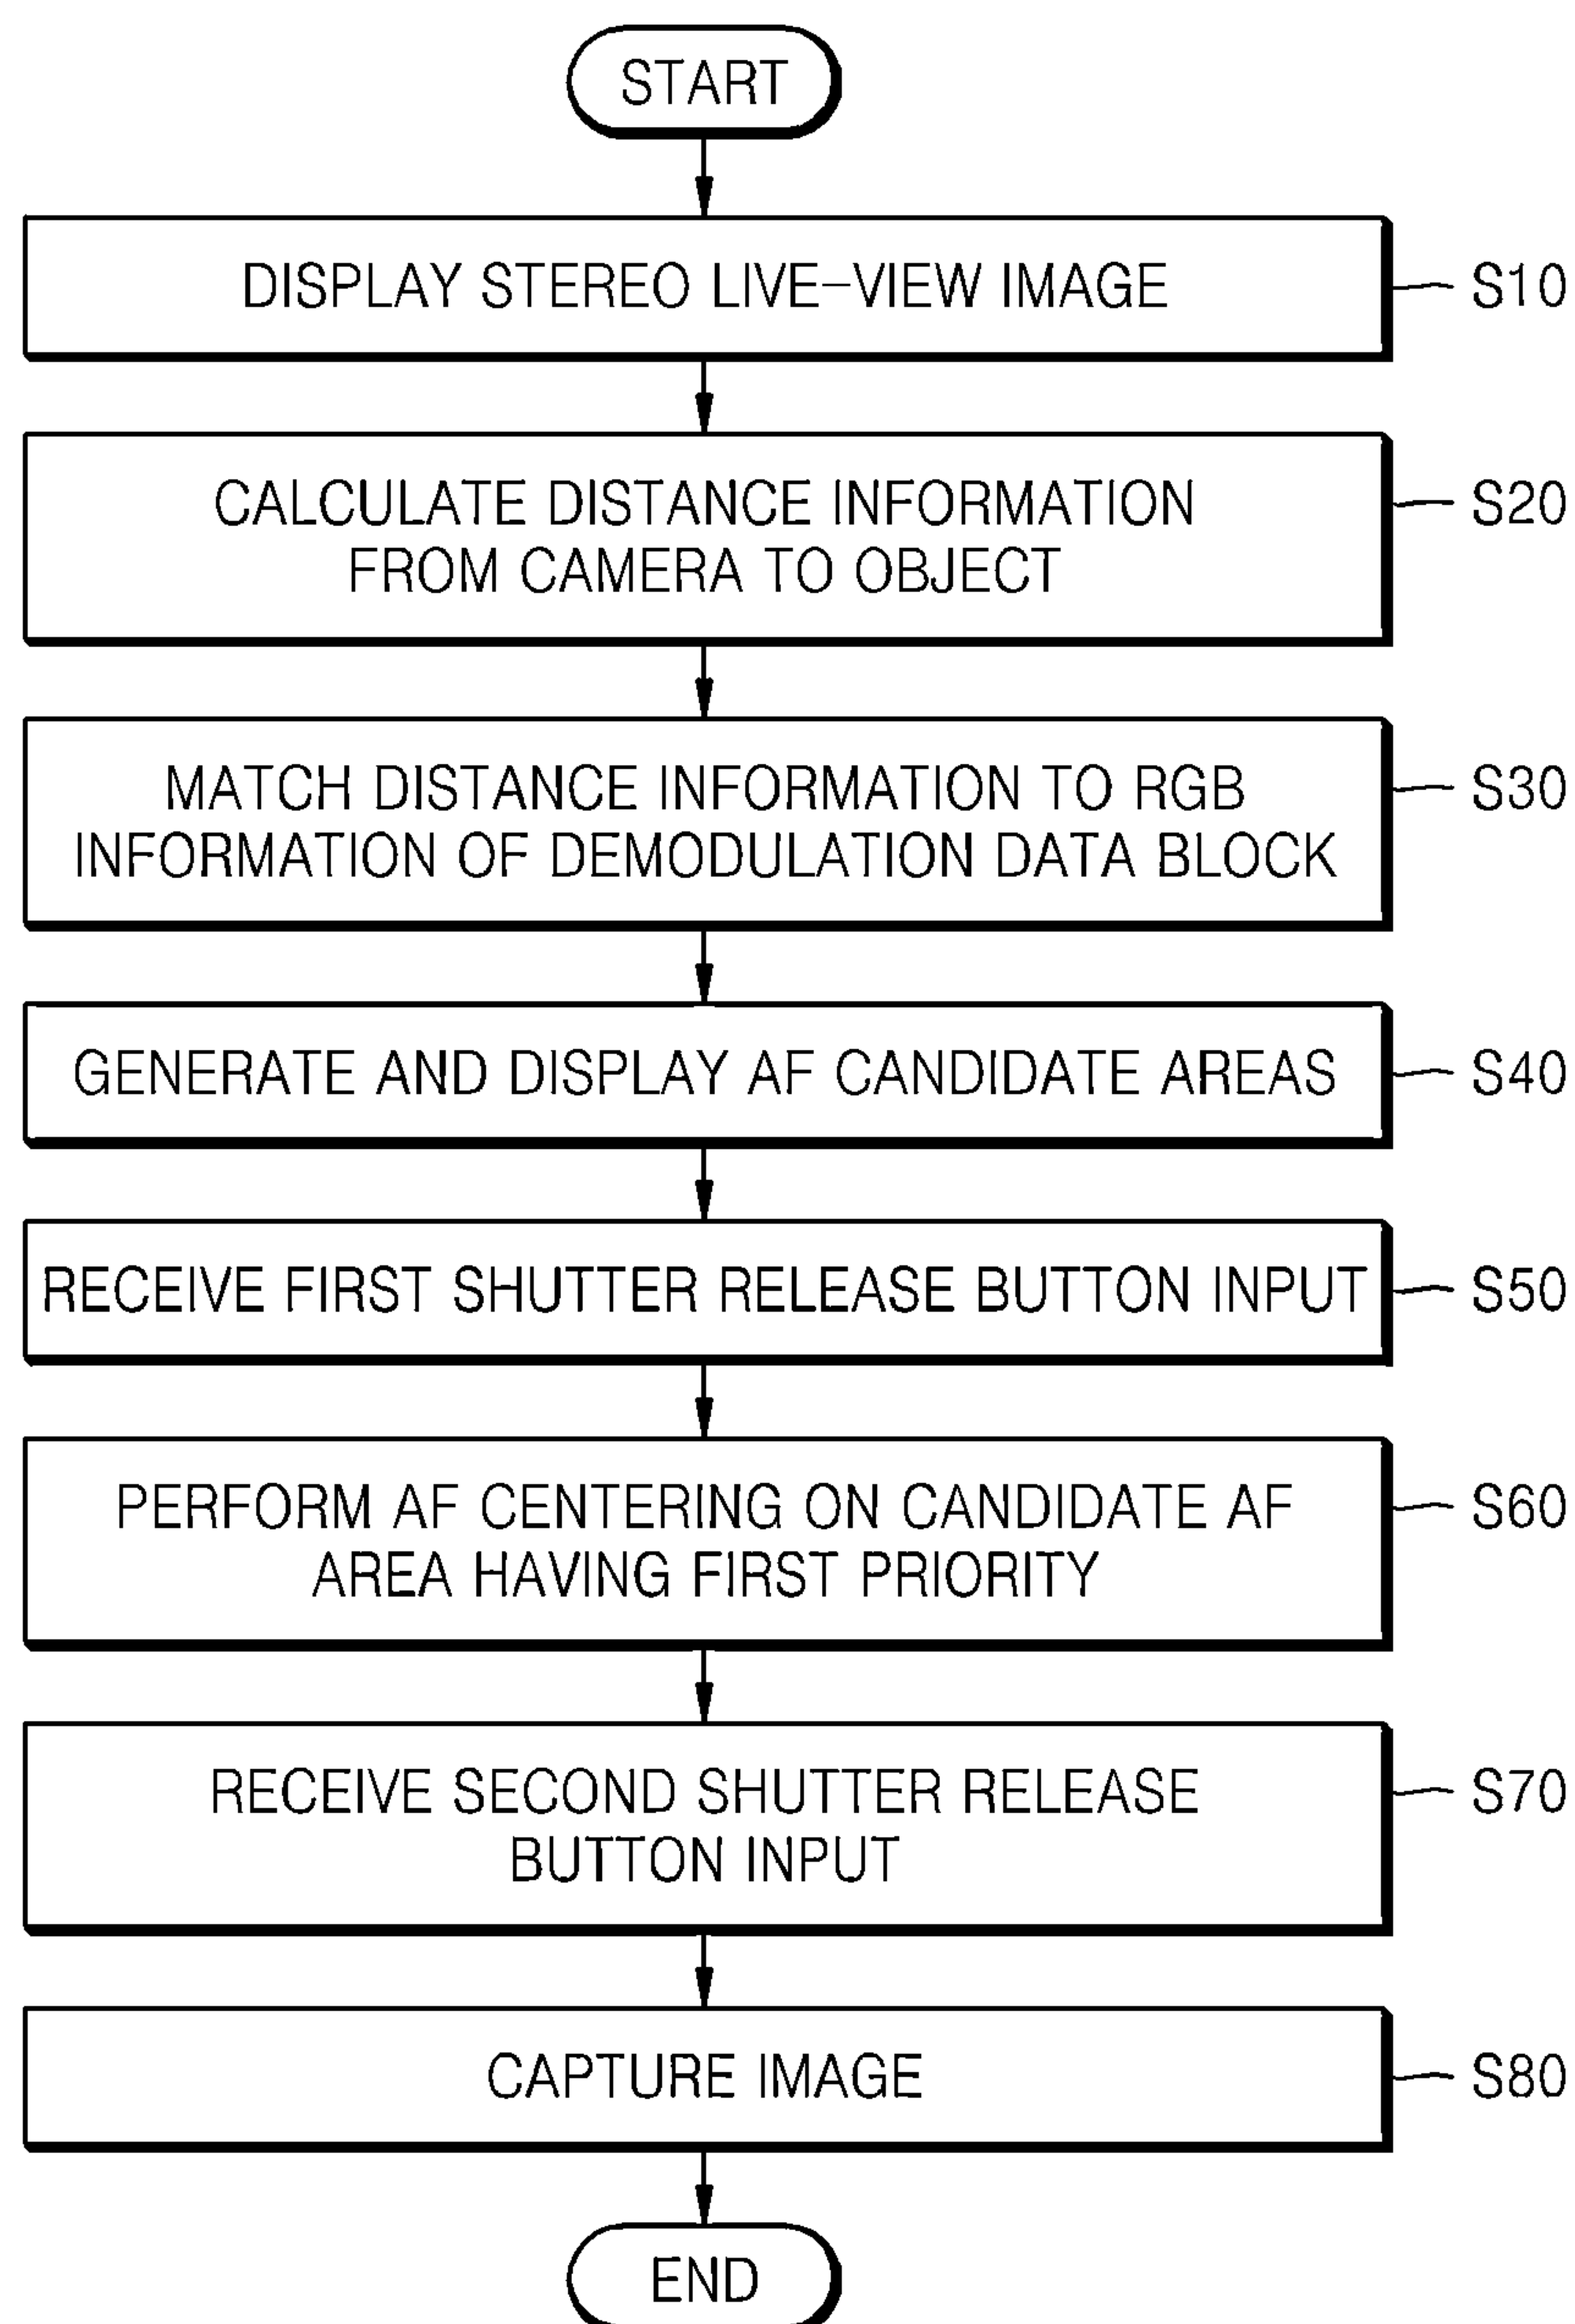 START
DISPLAY STEREO LIVE-VIEW IMAGE
S10
CALCULATE DISTANCE INFORMATION
FROM CAMERA TO OBJECT
S20
MATCH DISTANCE INFORMATION TO RGB
INFORMATION OF DEMODULATION DATA BLOCK
S30
GENERATE AND DISPLAY AF CANDIDATE AREAS
S40
RECEIVE FIRST SHUTTER RELEASE BUTTON INPUT
S50
PERFORM AF CENTERING ON CANDIDATE AF
AREA HAVING FIRST PRIORITY
S60
RECEIVE SECOND SHUTTER RELEASE
BUTTON INPUT
S70
CAPTURE IMAGE
S80
END